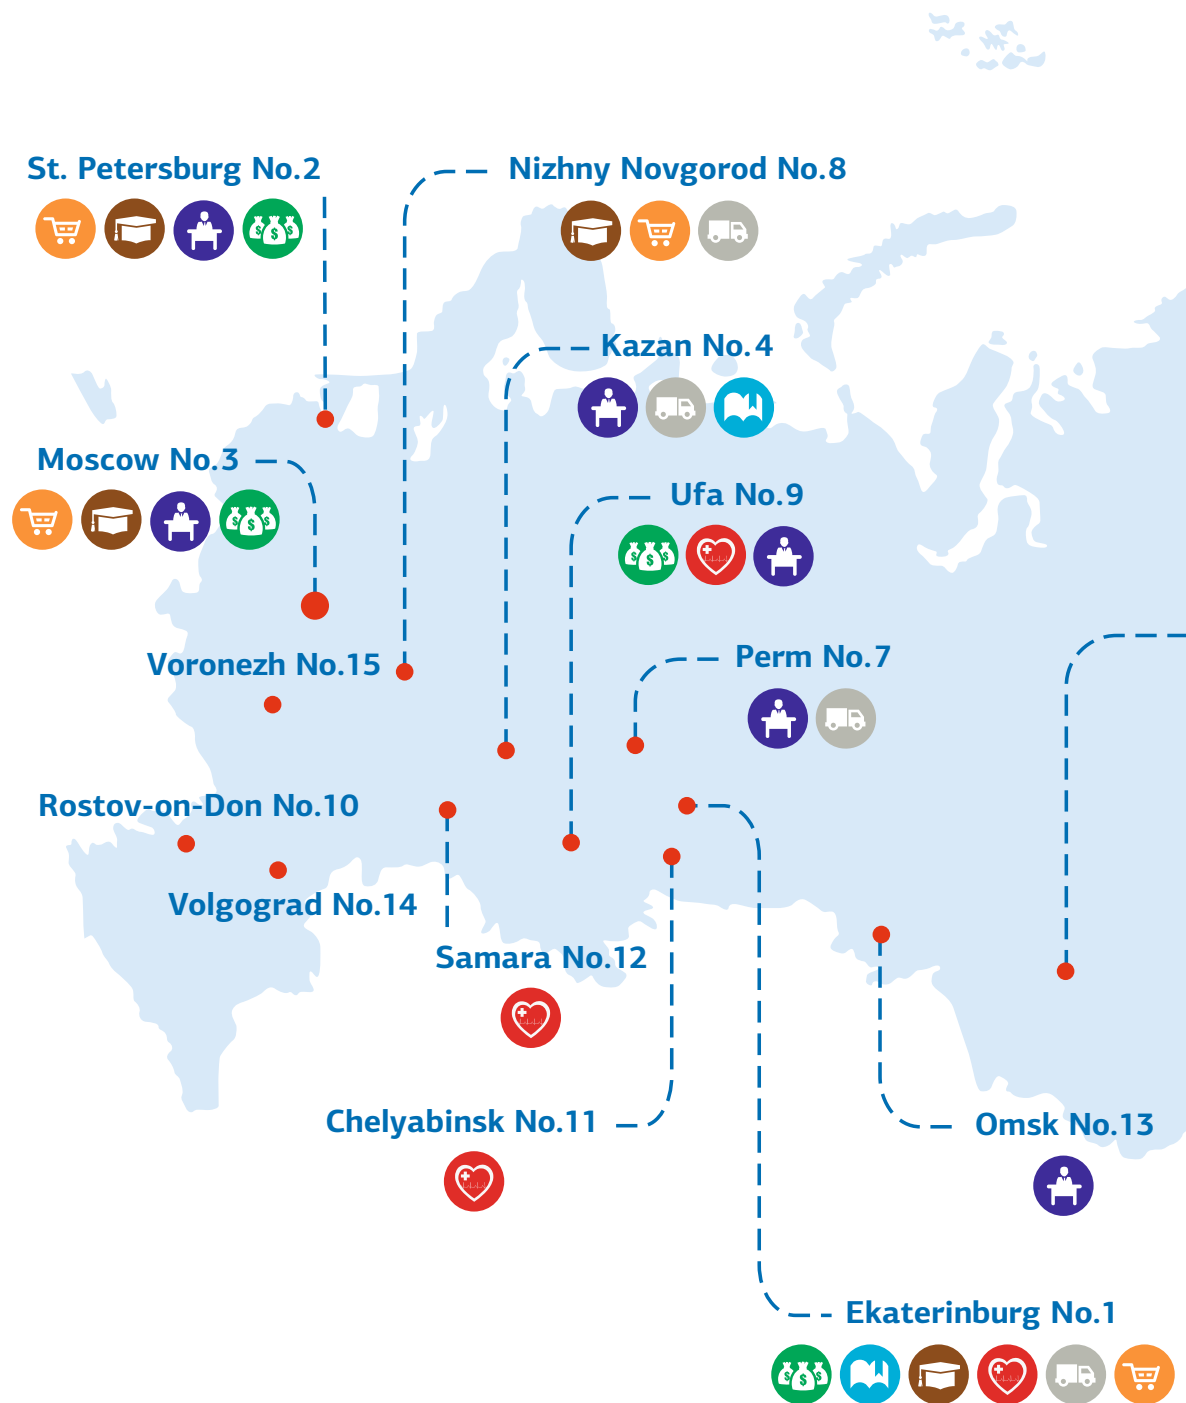 St. Petersburg No.2
Nizhny Novgorod No.8
Kazan No.4
Moscow No.3
Ufa No.9
Voronezh No.15
Perm No.7
Rostov-on-Don No.10
Volgograd No.14
Samara No.12
Chelyabinsk No.11
Omsk No.13
Ekaterinburg No.1